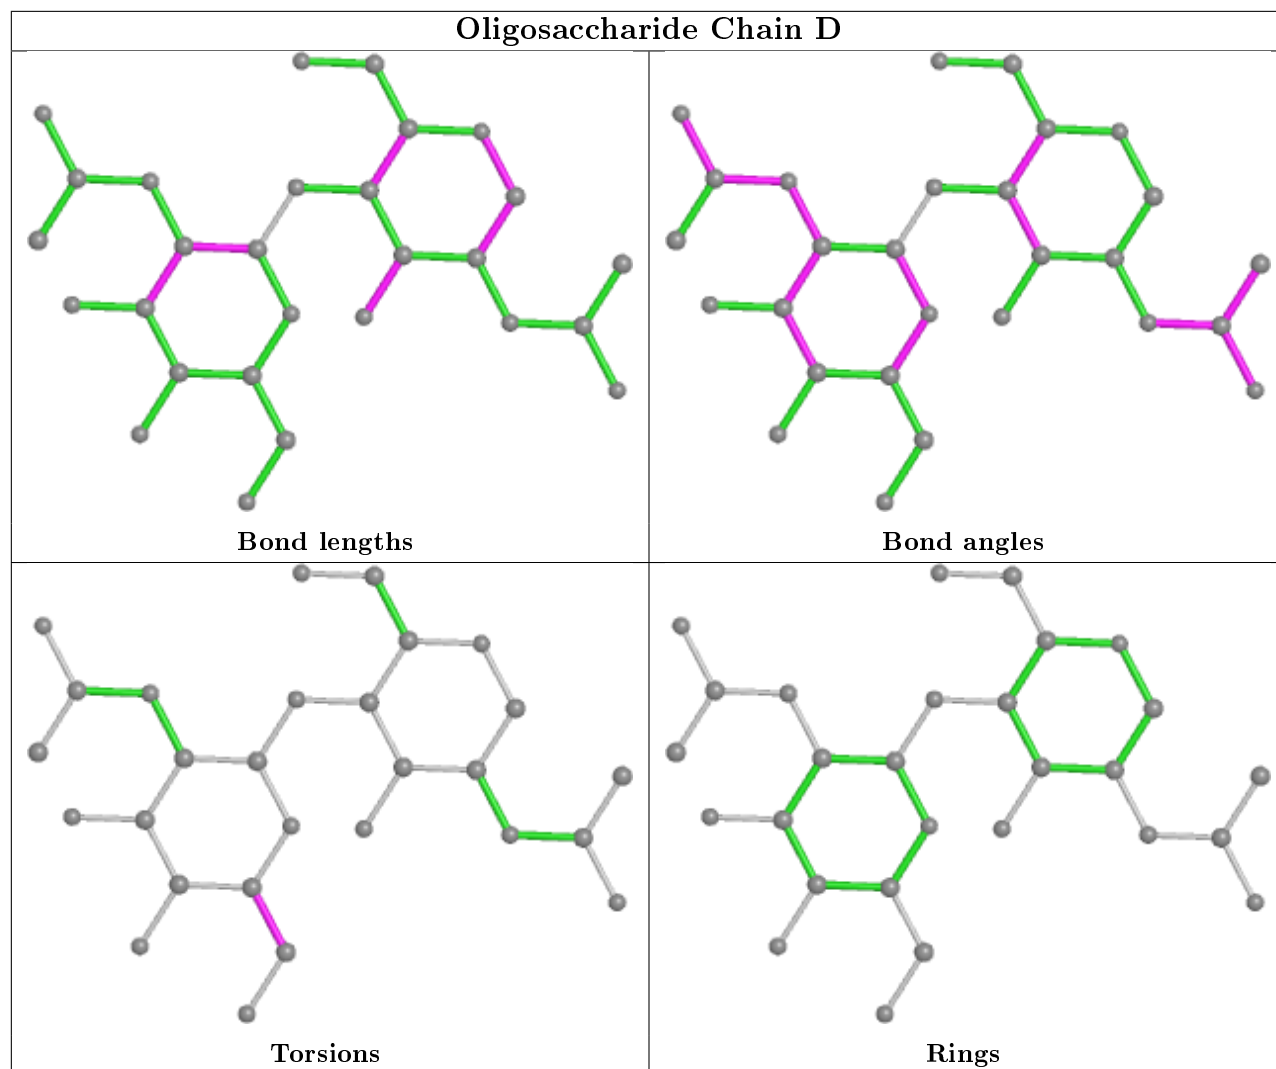 Oligosaccharide Chain D
Bond lengths
Bond angles
Torsions
Rings